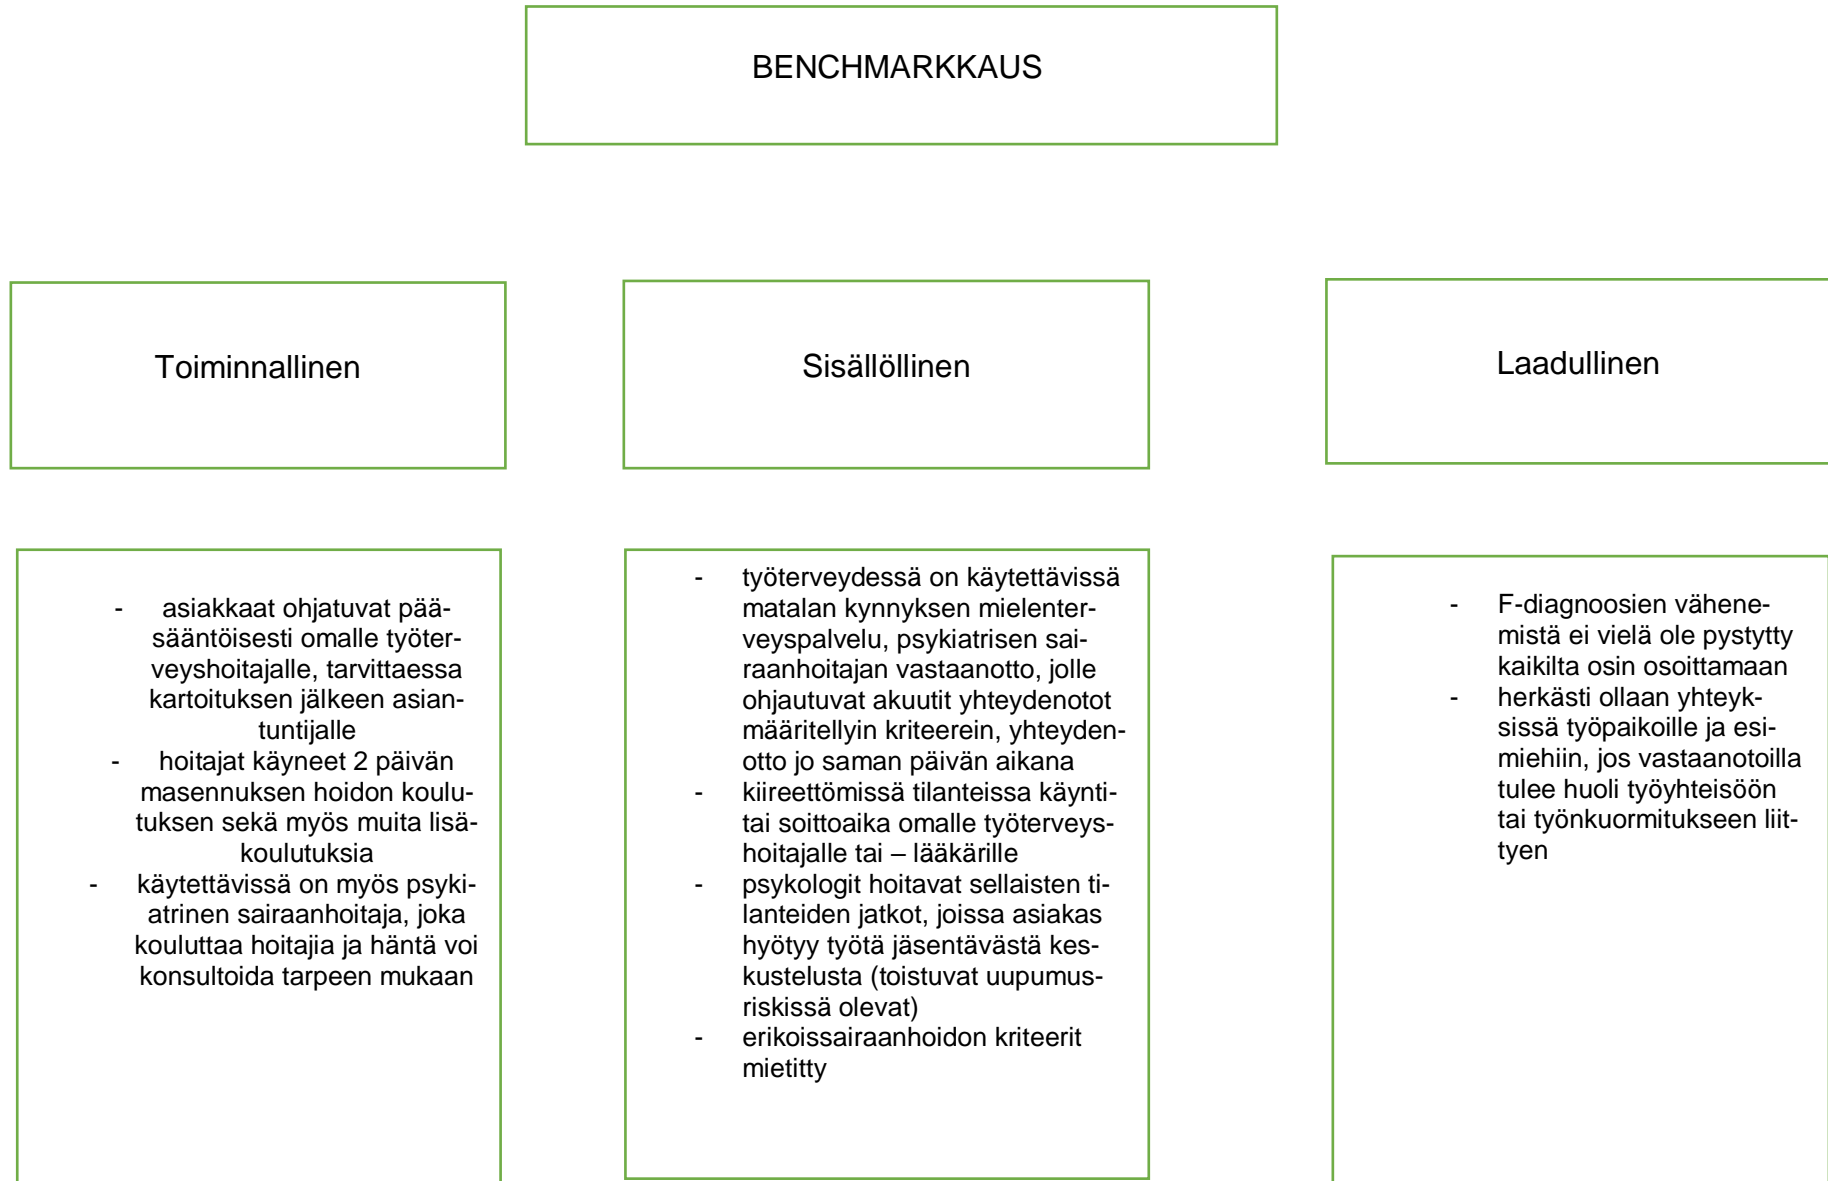 BENCHMARKKAUS
Toiminnallinen
Sisällöllinen
Laadullinen
- asiakkaat ohjatuvat pää-
sääntöisesti omalle työter-
veyshoitajalle, tarvittaessa
kartoituksen jälkeen asian-
tuntijalle
- hoitajat käyneet 2 päivän
masennuksen hoidon koulu-
tuksen sekä myös muita lisä-
koulutuksia
- käytettävissä on myös psyki-
atrinen sairaanhoitaja, joka
kouluttaa hoitajia ja häntä voi
konsultoida tarpeen mukaan
- työterveydessä on käytettävissä
matalan kynnyksen mielenter-
veyspalvelu, psykiatrisen sai-
raanhoitajan vastaanotto, jolle
ohjautuvat akuutit yhteydenotot
määritellyin kriteerein, yhteyden-
otto jo saman päivän aikana
- kiireettömissä tilanteissa käynti-
tai soittoaika omalle työterveys-
hoitajalle tai – lääkärille
- psykologit hoitavat sellaisten ti-
lanteiden jatkot, joissa asiakas
hyötyy työtä jäsentävästä kes-
kustelusta (toistuvat uupumus-
riskissä olevat)
- erikoissairaanhoidon kriteerit
mietitty
- F-diagnoosien vähene-
mistä ei vielä ole pystytty
kaikilta osin osoittamaan
- herkästi ollaan yhteyk-
sissä työpaikoille ja esi-
miehiin, jos vastaanotoilla
tulee huoli työyhteisöön
tai työnkuormitukseen liit-
tyen